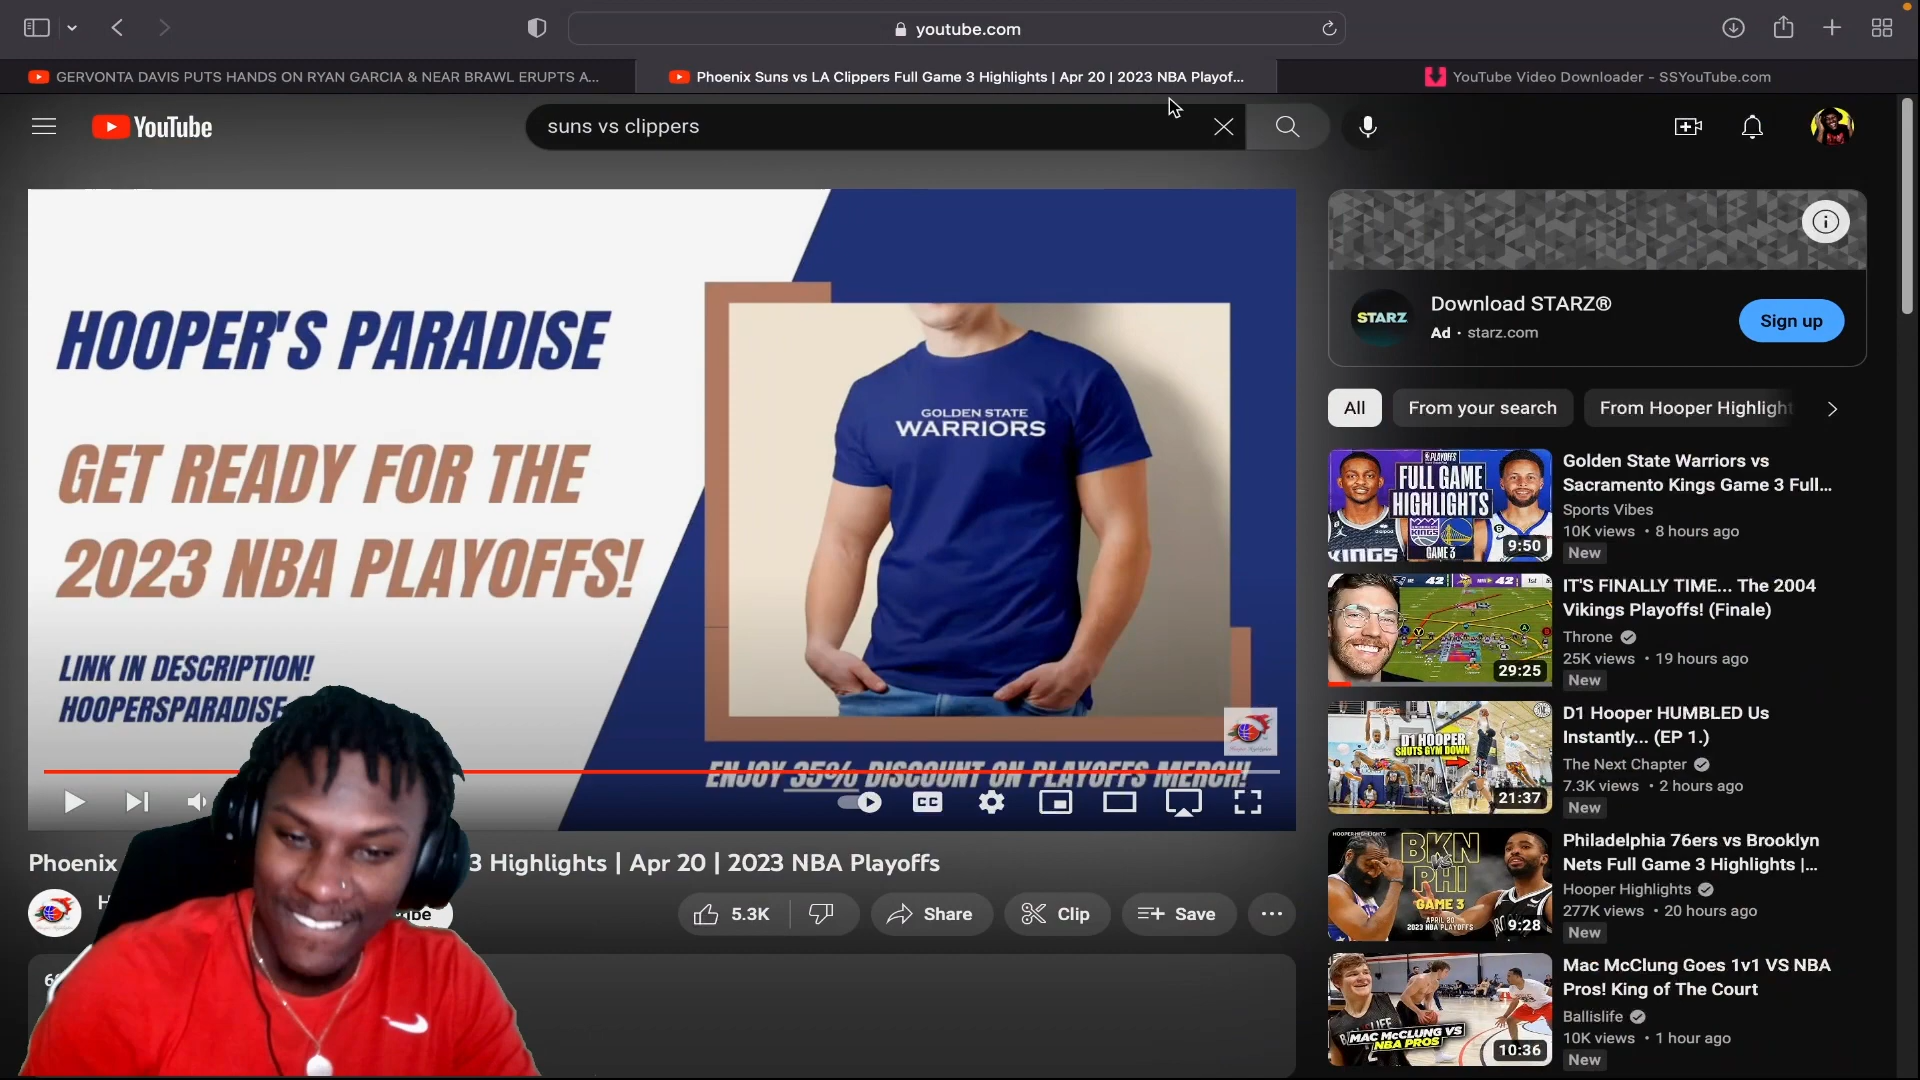 youtube.com
GERVONTA DAVIS PUTS HANDS ON RYAN GARCIA & NEAR BRAWL ERUPTS A...
Phoenix Suns vs LA Clippers Full Game 3 Highlights | Apr 20 | 2023 NBA Playof...
YouTube Video Downloader - SSYouTube.com
YouTube
suns vs clippers
HOOPER'S PARADISE
GET READY FOR THE
2023 NBA PLAYOFFS!
LINK IN DESCRIPTION!
HOOPERSPARADISE
GOLDEN STATE
WARRIORS
ENJOY 35% DISCOUNT ON PLAYOFFS MERCH!
CC
Phoenix
3 Highlights | Apr 20 | 2023 NBA Playoffs
5.3K
Share
Clip
Save
STARZ
Download STARZ®
Ad · starz.com
Sign up
All
From your search
From Hooper Highlight
PLAYOFFS
FULL GAME
HIGHLIGHTS
KINGS
GAME 3
9:50
Golden State Warriors vs
Sacramento Kings Game 3 Full...
Sports Vibes
10K views · 8 hours ago
New
42
42
29:25
IT'S FINALLY TIME... The 2004
Vikings Playoffs! (Finale)
Throne
25K views · 19 hours ago
New
D1 HOOPER
SHUTS GYM DOWN
21:37
D1 Hooper HUMBLED Us
Instantly... (EP 1.)
The Next Chapter
7.3K views · 2 hours ago
New
HOOPER HIGHLIGHTS
BKN
PHI
GAME 3
APRIL 20
2023 NBA PLAYOFFS
9:28
Philadelphia 76ers vs Brooklyn
Nets Full Game 3 Highlights |...
Hooper Highlights
277K views · 20 hours ago
New
MAC McCLUNG VS
NBA PROS
10:36
Mac McClung Goes 1v1 VS NBA
Pros! King of The Court
Ballislife
10K views · 1 hour ago
New